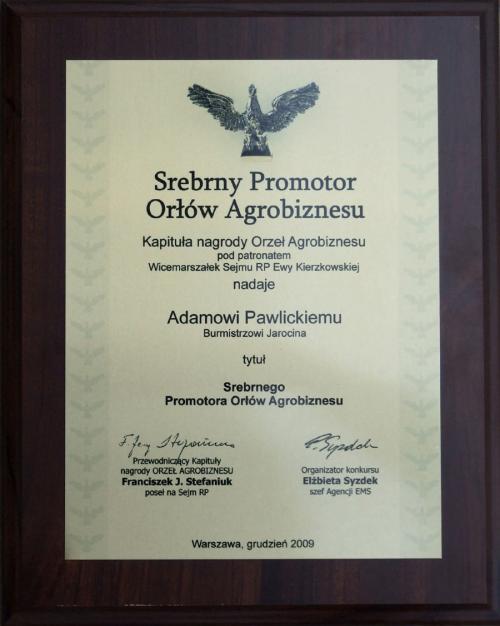 Srebrny Promotor
Orłów Agrobiznesu
Kapituła nagrody Orzeł Agrobiznesu
pod patronatem
Wicemarszałek Sejmu RP Ewy Kierzkowskiej
nadaje
Adamowi Pawlickiemu
Burmistrzowi Jarocina
tytuł
Srebrnego
Promotora Orłów Agrobiznesu
Przewodniczący Kapituły
nagrody ORZEŁ AGROBIZNESU
Franciszek J. Stefaniuk
poseł na Sejm RP
Organizator konkursu
Elżbieta Syzdek
szef Agencji EMS
Warszawa, grudzień 2009